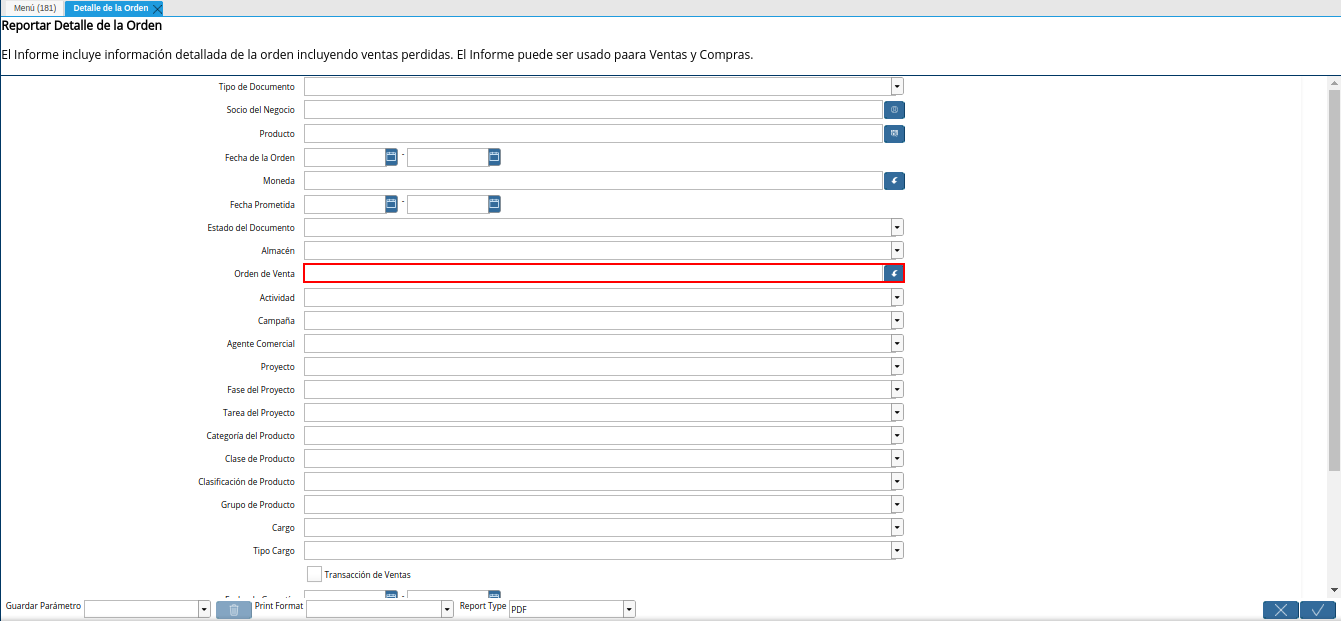 Menú (181)
Detalle de la Orden
Reportar Detalle de la Orden
El Informe incluye información detallada de la orden incluyendo ventas perdidas. El Informe puede ser usado paara Ventas y Compras.
Tipo de Documento
Socio del Negocio
Producto
Fecha de la Orden
-
Moneda
Fecha Prometida
-
Estado del Documento
Almacén
Orden de Venta
Actividad
Campaña
Agente Comercial
Proyecto
Fase del Proyecto
Tarea del Proyecto
Categoría del Producto
Clase de Producto
Clasificación de Producto
Grupo de Producto
Cargo
Tipo Cargo
Transacción de Ventas
Guardar Parámetro
Print Format
Report Type
PDF